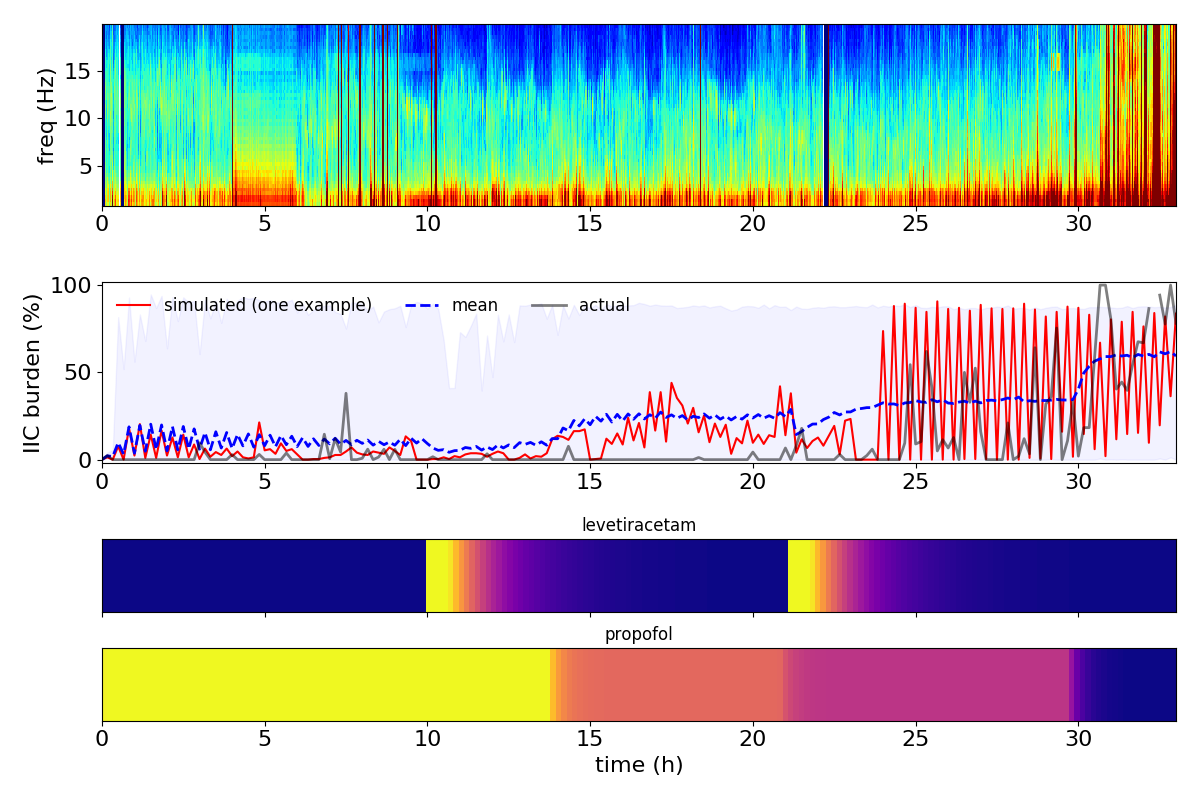 freq (Hz)
15
10
5
0 5 10 15 20 25 30
IIC burden (%)
100
50
0
simulated (one example) mean actual
0 5 10 15 20 25 30
levetiracetam
propofol
0 5 10 15 20 25 30
time (h)